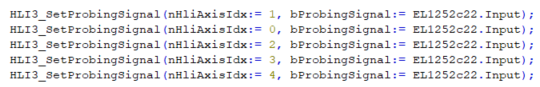 HLI3_SetProbingSignal(nHliAxisIdx:= 1, bProbingSignal:= EL1252c22.Input);
HLI3_SetProbingSignal(nHliAxisIdx:= 0, bProbingSignal:= EL1252c22.Input);
HLI3_SetProbingSignal(nHliAxisIdx:= 2, bProbingSignal:= EL1252c22.Input);
HLI3_SetProbingSignal(nHliAxisIdx:= 3, bProbingSignal:= EL1252c22.Input);
HLI3_SetProbingSignal(nHliAxisIdx:= 4, bProbingSignal:= EL1252c22.Input);